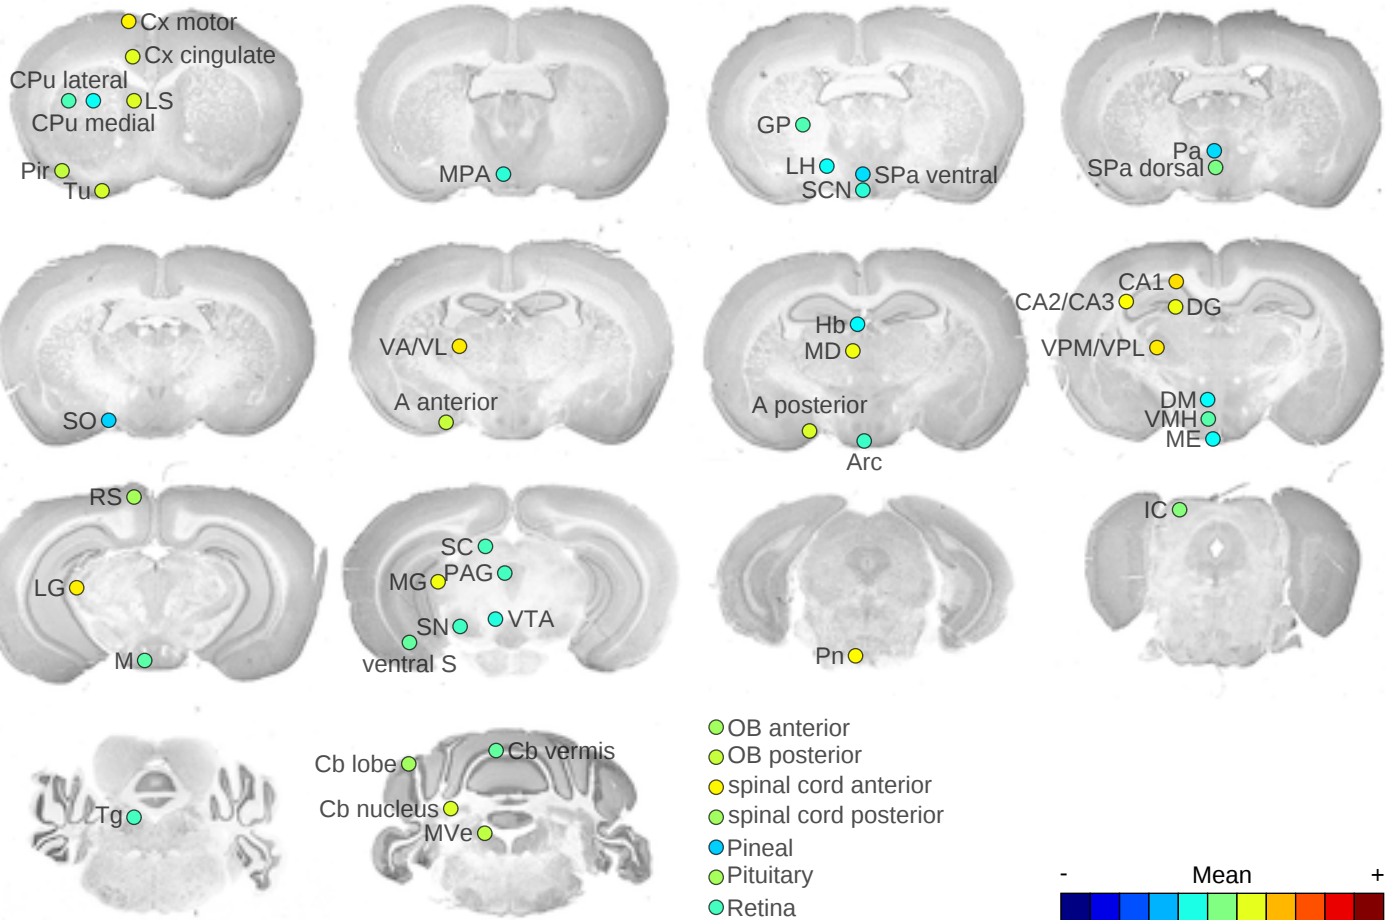 Cx motor
Cx cingulate
CPu lateral
LS
CPu medial
Pir
Tu
MPA
GP
LH
SPa ventral
SCN
Pa
SPa dorsal
SO
VA/VL
A anterior
Hb
MD
A posterior
Arc
CA1
CA2/CA3
DG
VPM/VPL
DM
VMH
ME
RS
LG
M
SC
PAG
MG
VTA
SN
ventral S
Pn
IC
Tg
Cb vermis
Cb lobe
Cb nucleus
MVe
OB anterior
OB posterior
spinal cord anterior
spinal cord posterior
Pineal
Pituitary
Retina
- Mean +